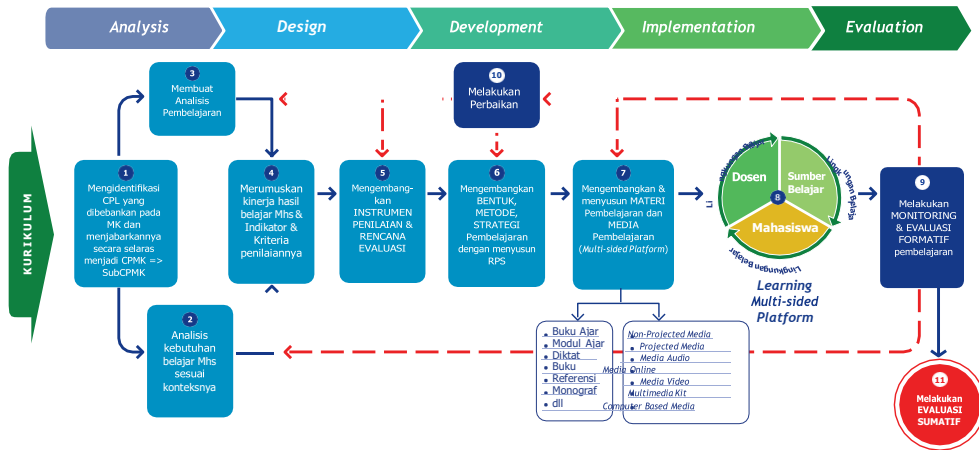 Analysis
Design
Development
Implementation
Evaluation
KURIKULUM
1
Mengidentifikasi
CPL yang
dibebankan pada
MK dan
menjabarkannya
secara selaras
menjadi CPMK =>
SubCPMK
2
Analisis
kebutuhan
belajar Mhs
sesuai
konteksnya
3
Membuat
Analisis
Pembelajaran
4
Merumuskan
kinerja hasil
belajar Mhs &
Indikator &
Kriteria
penilaiannya
5
Mengembang-
kan
INSTRUMEN
PENILAIAN &
RENCANA
EVALUASI
6
Mengembangkan
BENTUK,
METODE,
STRATEGI
Pembelajaran
dengan menyusun
RPS
7
Mengembangkan &
menyusun MATERI
Pembelajaran dan
MEDIA
Pembelajaran
(Multi-sided Platform)
Buku Ajar
Modul Ajar
Diktat
Buku
Referensi
Monograf
dll
Non-Projected Media
Projected Media
Media Audio
Media Online
Media Video
Multimedia Kit
Computer Based Media
8
Dosen
Sumber
Belajar
Mahasiswa
Lingkungan Belajar
Learning
Multi-sided
Platform
9
Melakukan
MONITORING
& EVALUASI
FORMATIF
pembelajaran
10
Melakukan
Perbaikan
11
Melakukan
EVALUASI
SUMATIF